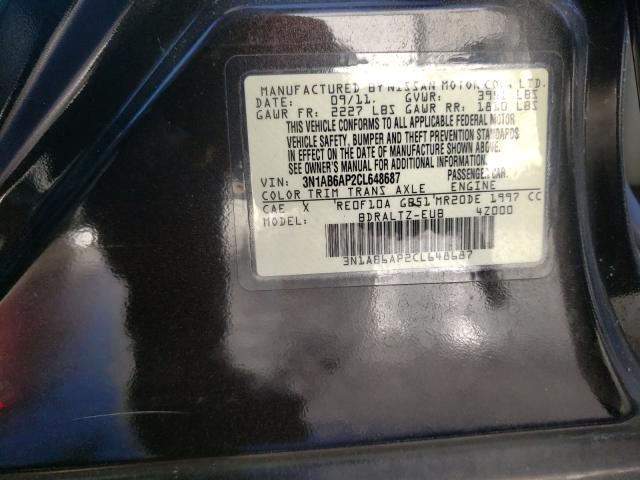 MANUFACTURED BY NISSAN MOTOR CO., LTD.
DATE: 09/11. GVWR: LBS
GAWR FR: 2227 LBS GAWR RR: 1810 LBS
THIS VEHICLE CONFORMS TO ALL APPLICABLE FEDERAL MOTOR
VEHICLE SAFETY, BUMPER AND THEFT PREVENTION STANDARDS
IN EFFECT ON THE DATE OF MANUFACTURE SHOWN ABOVE.
SEE OWNER'S MANUAL FOR ADDITIONAL INFORMATION.
VIN: 3N1AB6AP2CL648687 PASSENGER CAR
COLOR TRIM TRANS AXLE ENGINE
CAE X RE0F10A GB51 MR20DE 1997 CC
MODEL: BDRALTZ-EUB 4Z000
3N1AB6AP2CL648687